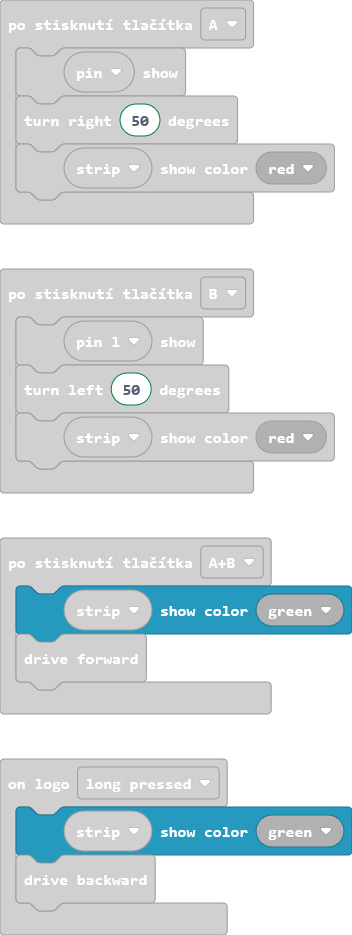 po stisknutí tlačítka A
pin show
turn right 50 degrees
strip show color red
po stisknutí tlačítka B
pin l show
turn left 50 degrees
strip show color red
po stisknutí tlačítka A+B
strip show color green
drive forward
on logo long pressed
strip show color green
drive backward